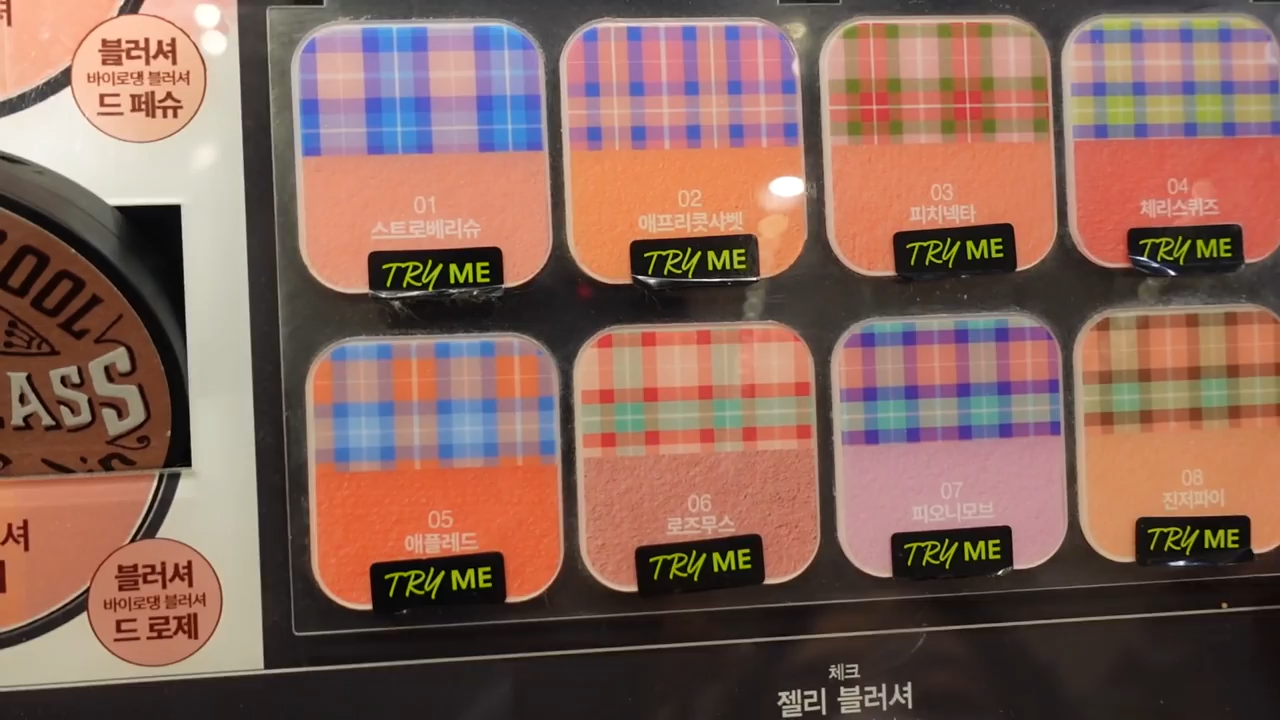 블러셔
바이로댕 블러셔
드 페슈
OOL
ASS
셔
블러셔
바이로댕 블러셔
드 로제
01
스트로베리슈
TRY ME
02
애프리콧샤벳
TRY ME
03
피치넥타
TRY ME
04
체리스퀴즈
TRY ME
05
애플레드
TRY ME
06
로즈무스
TRY ME
07
피오니모브
TRY ME
08
진저파이
TRY ME
체크
젤리 블러셔